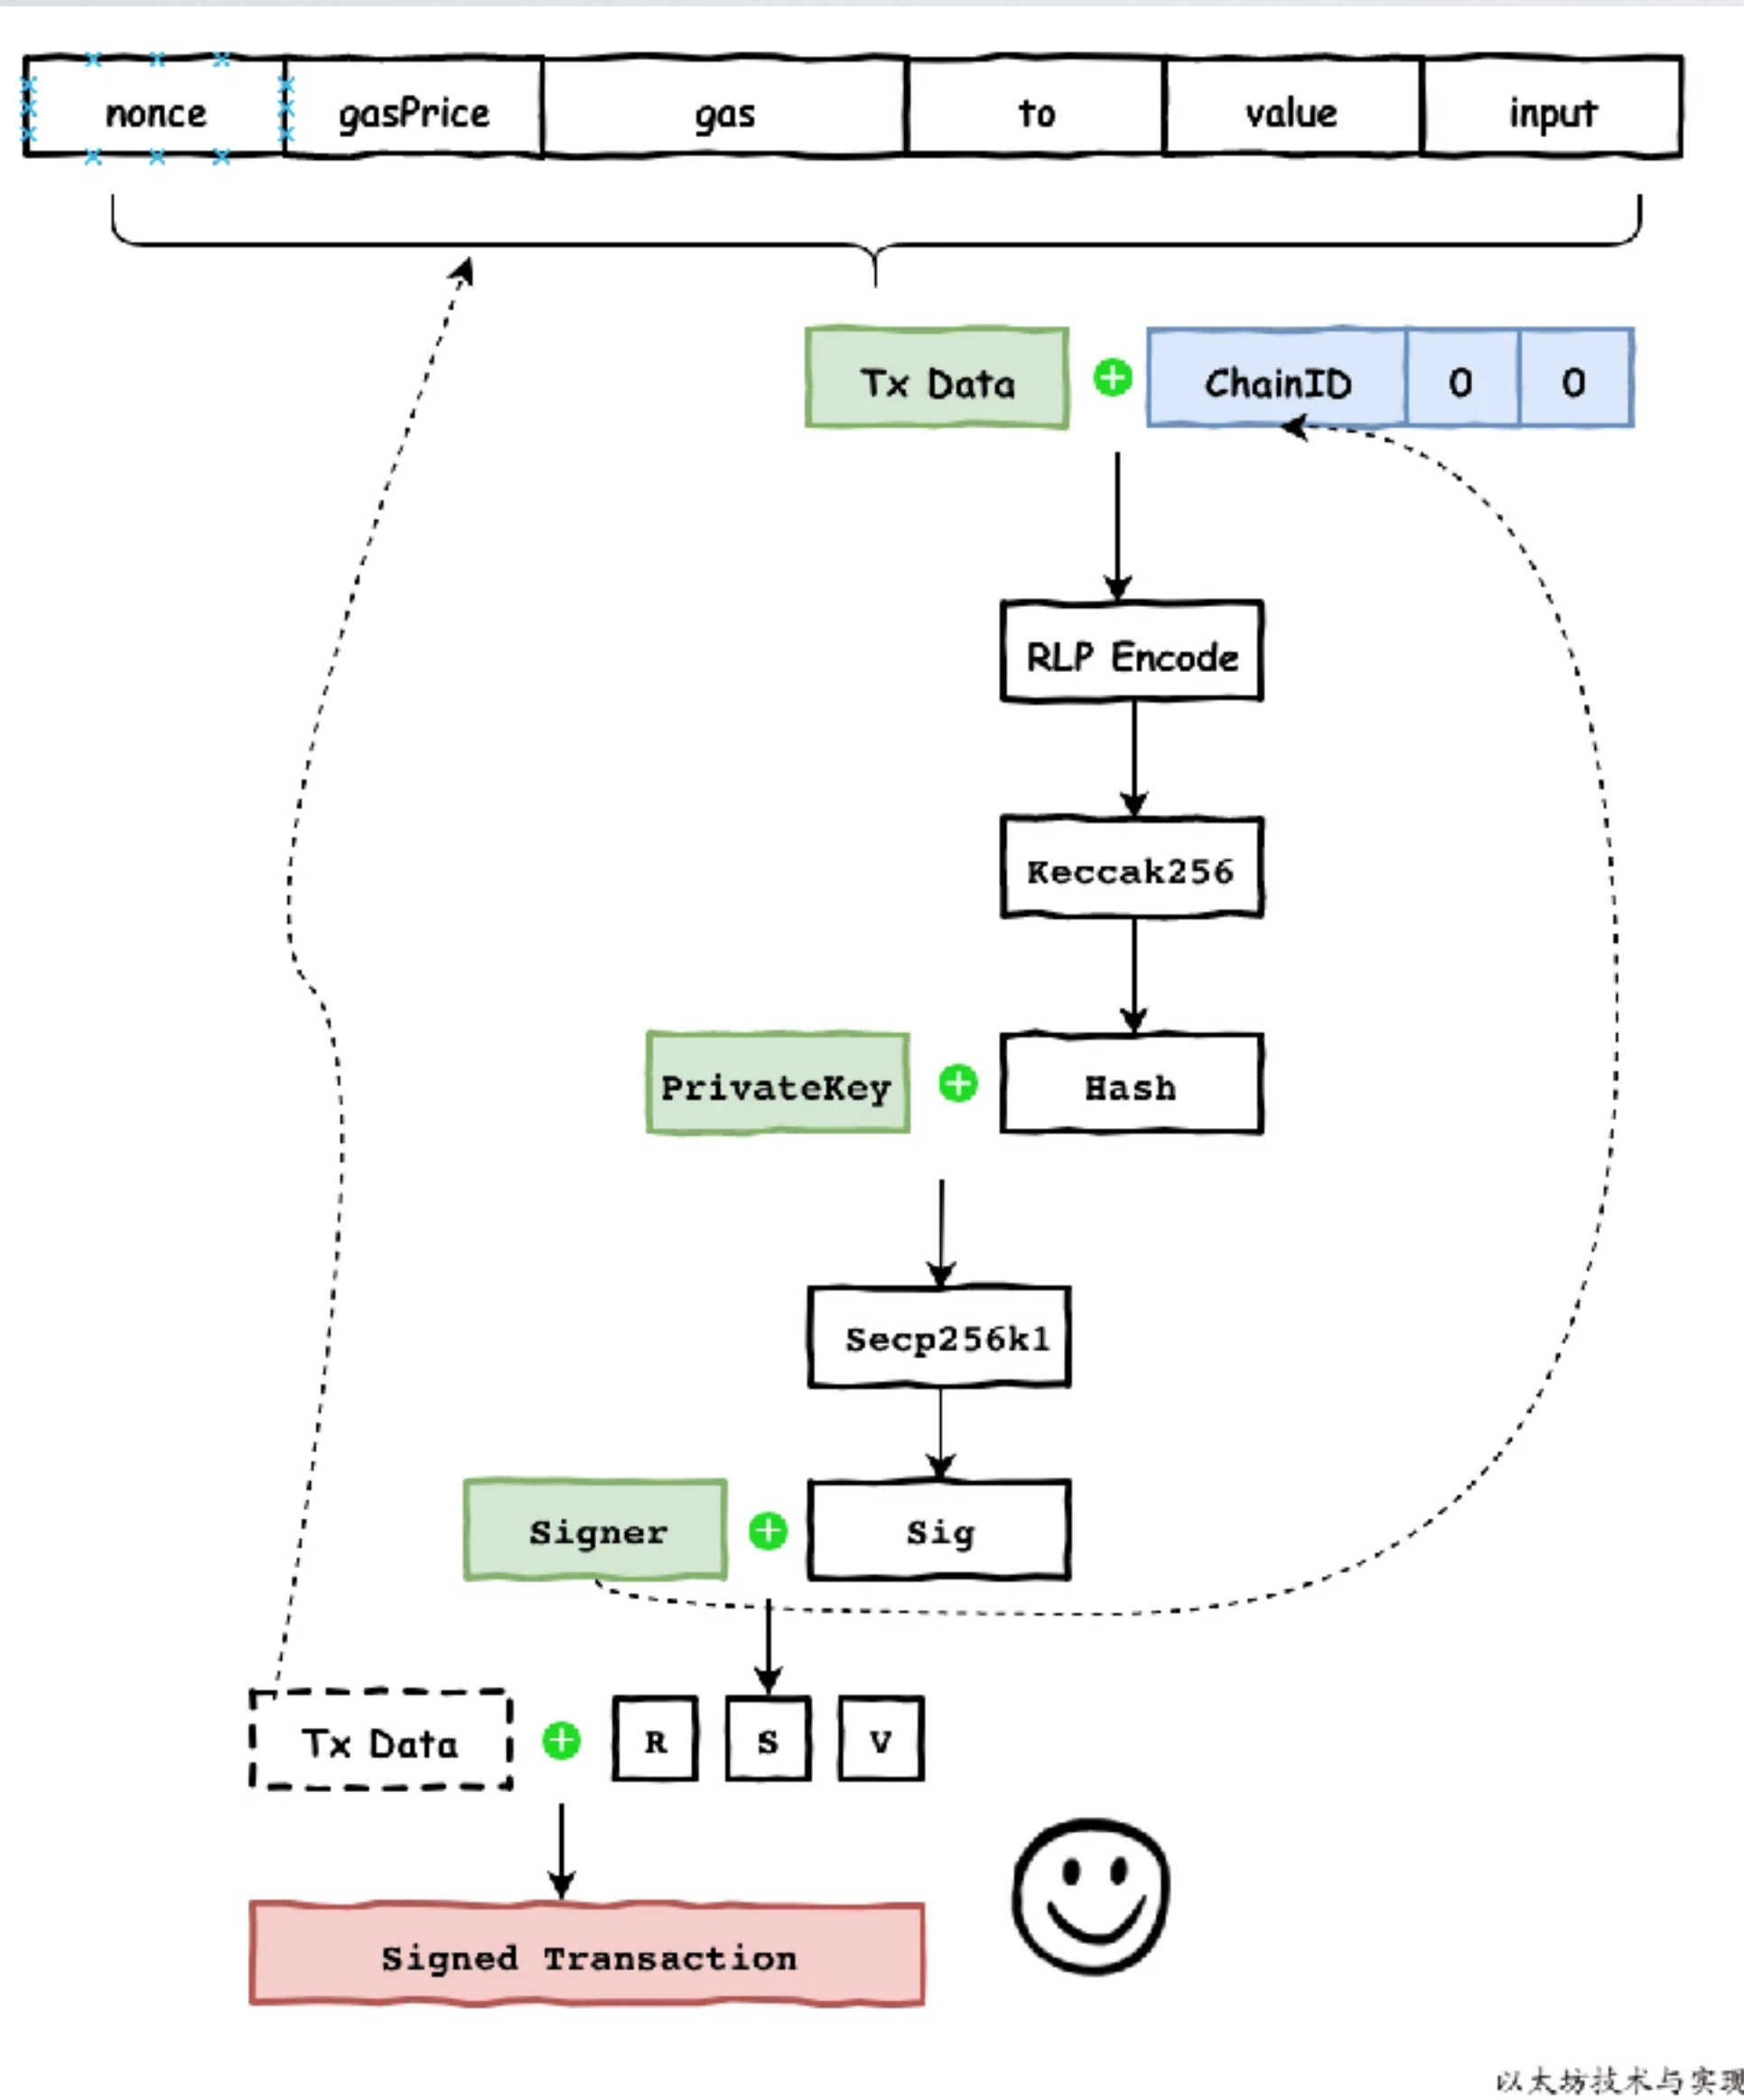 nonce gasPrice gas to value input
Tx Data ChainID 0 0
RLP Encode
Keccak256
PrivateKey Hash
Secp256k1
Signer Sig
Tx Data R S V
Signed Transaction
以太坊技术与实现